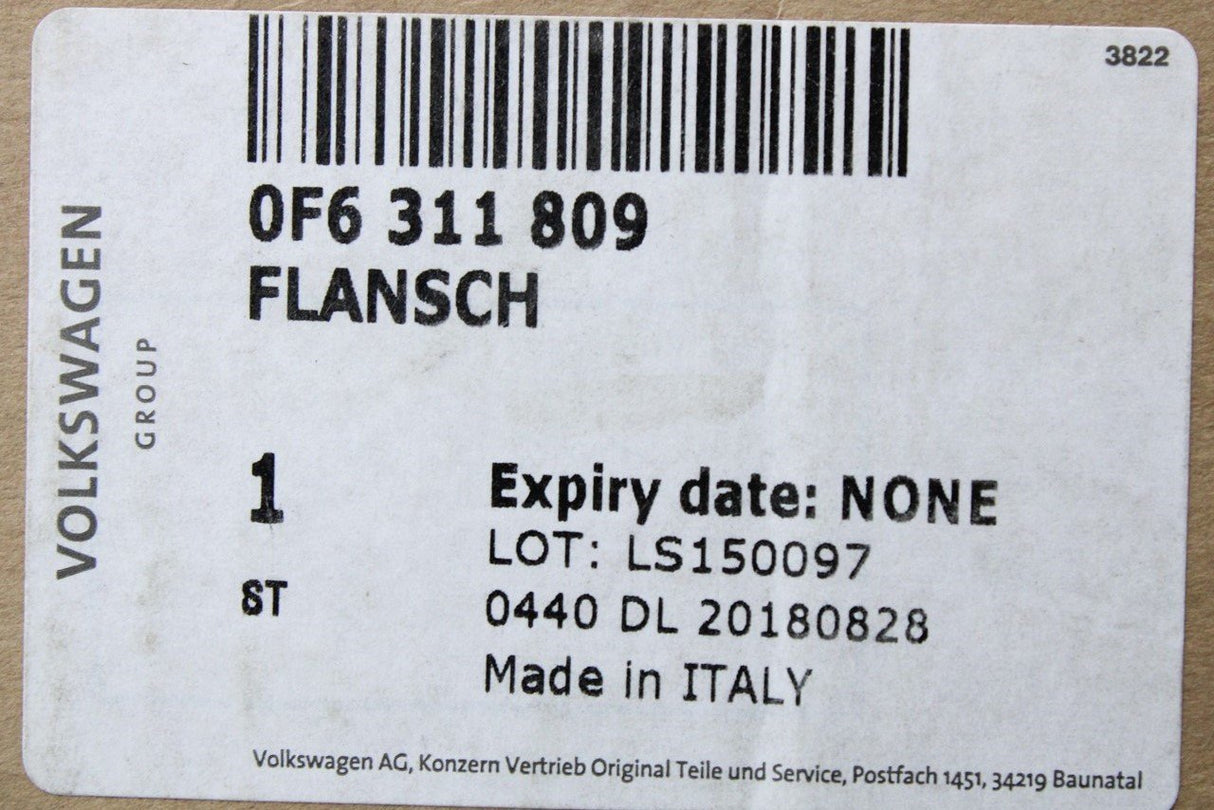 3822
0F6 311 809
FLANSCH
VOLKSWAGEN
GROUP
1
ST
Expiry date: NONE
LOT: LS150097
0440 DL 20180828
Made in ITALY
Volkswagen AG, Konzern Vertrieb Original Teile und Service, Postfach 1451, 34219 Baunatal